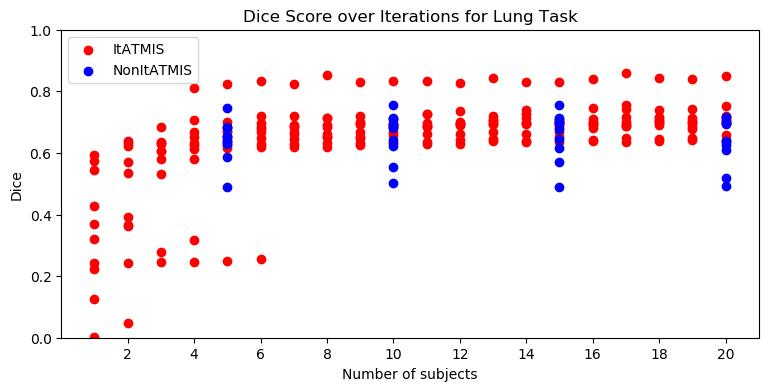 Dice Score over Iterations for Lung Task
1.0
ItATMIS
NonItATMIS
0.8
0.6
Dice
0.4
0.2
0.0
2 4 6 8 10 12 14 16 18 20
Number of subjects